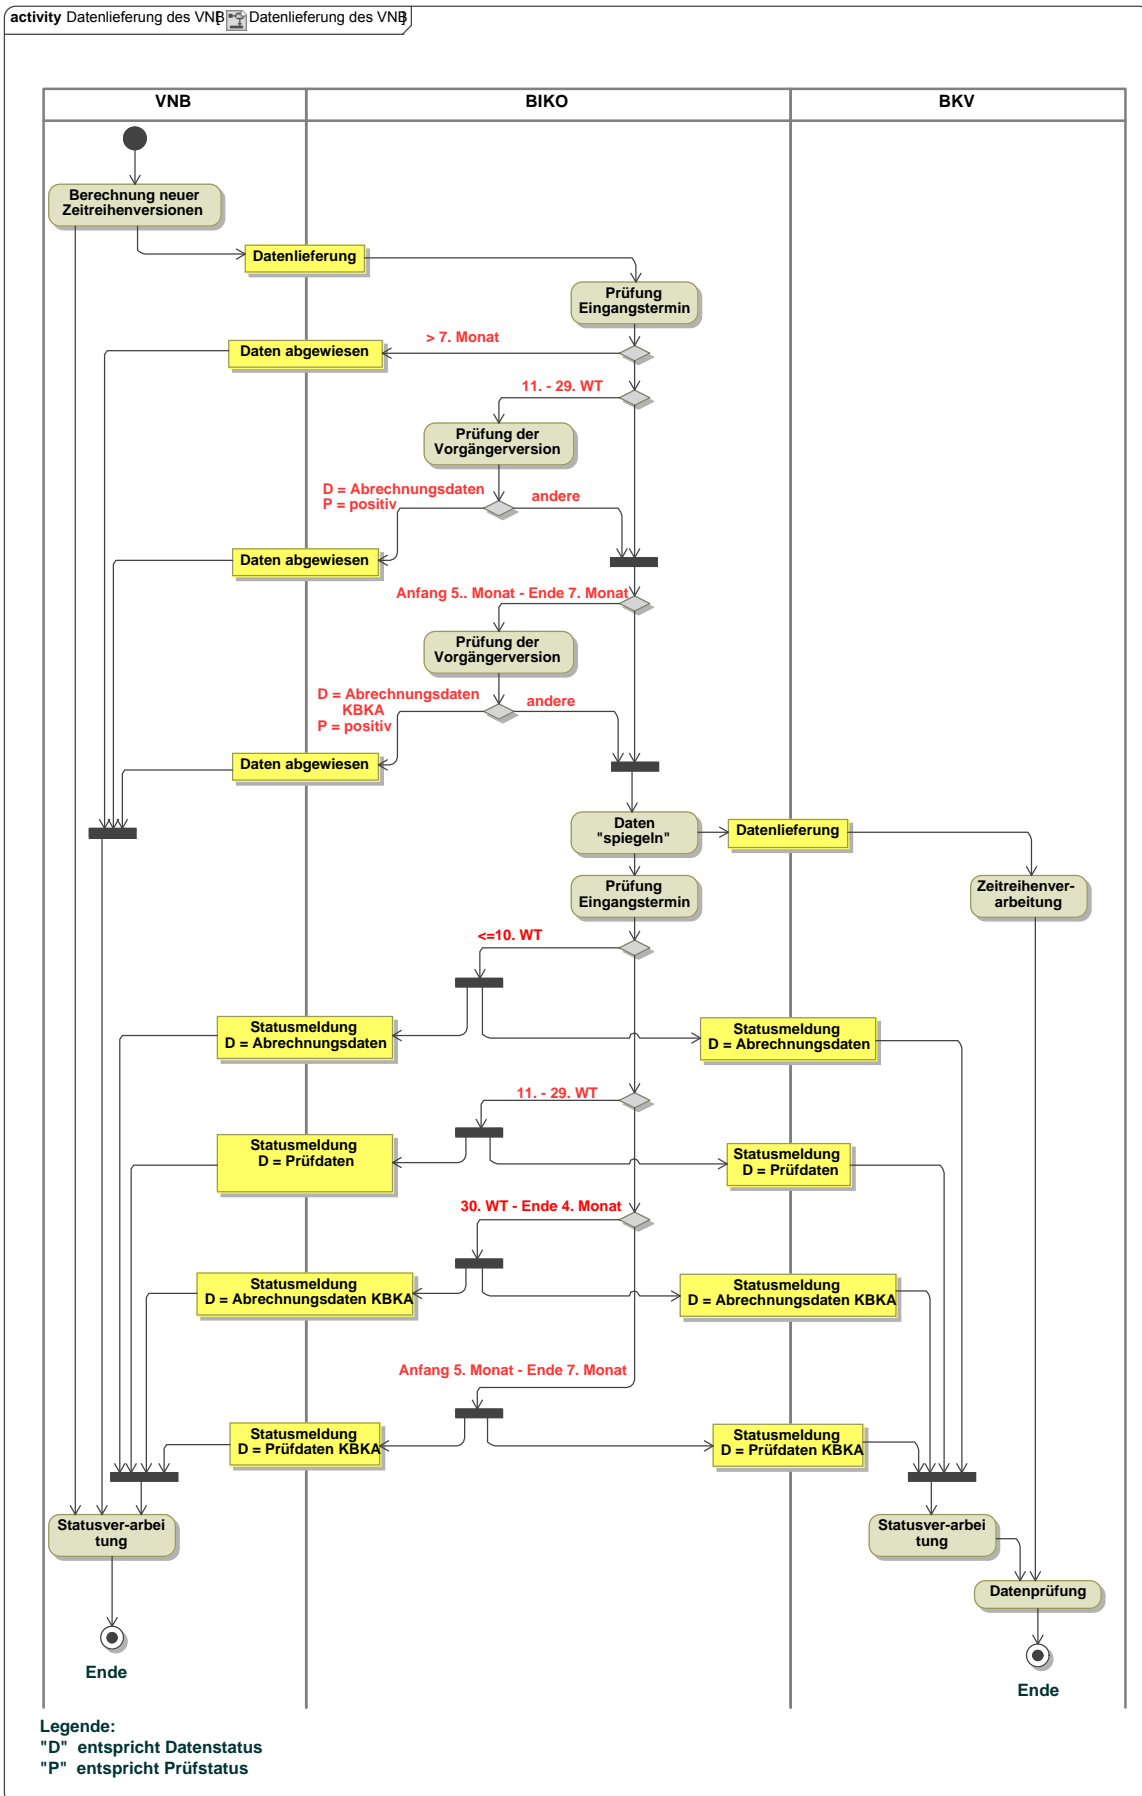 activity Datenlieferung des VNB [ Datenlieferung des VNB ]
VNB
BIKO
BKV
Berechnung neuer
Zeitreihenversionen
Datenlieferung
Prüfung
Eingangstermin
> 7. Monat
Daten abgewiesen
11. - 29. WT
Prüfung der
Vorgängerversion
D = Abrechnungsdaten
P = positiv
andere
Daten abgewiesen
Anfang 5.. Monat - Ende 7. Monat
Prüfung der
Vorgängerversion
D = Abrechnungsdaten
KBKA
P = positiv
andere
Daten abgewiesen
Daten
"spiegeln"
Datenlieferung
Prüfung
Eingangstermin
Zeitreihenver-
arbeitung
<=10. WT
Statusmeldung
D = Abrechnungsdaten
Statusmeldung
D = Abrechnungsdaten
11. - 29. WT
Statusmeldung
D = Prüfdaten
Statusmeldung
D = Prüfdaten
30. WT - Ende 4. Monat
Statusmeldung
D = Abrechnungsdaten KBKA
Statusmeldung
D = Abrechnungsdaten KBKA
Anfang 5. Monat - Ende 7. Monat
Statusmeldung
D = Prüfdaten KBKA
Statusmeldung
D = Prüfdaten KBKA
Statusver-arbei
tung
Statusver-arbei
tung
Datenprüfung
Ende
Ende
Legende:
"D" entspricht Datenstatus
"P" entspricht Prüfstatus